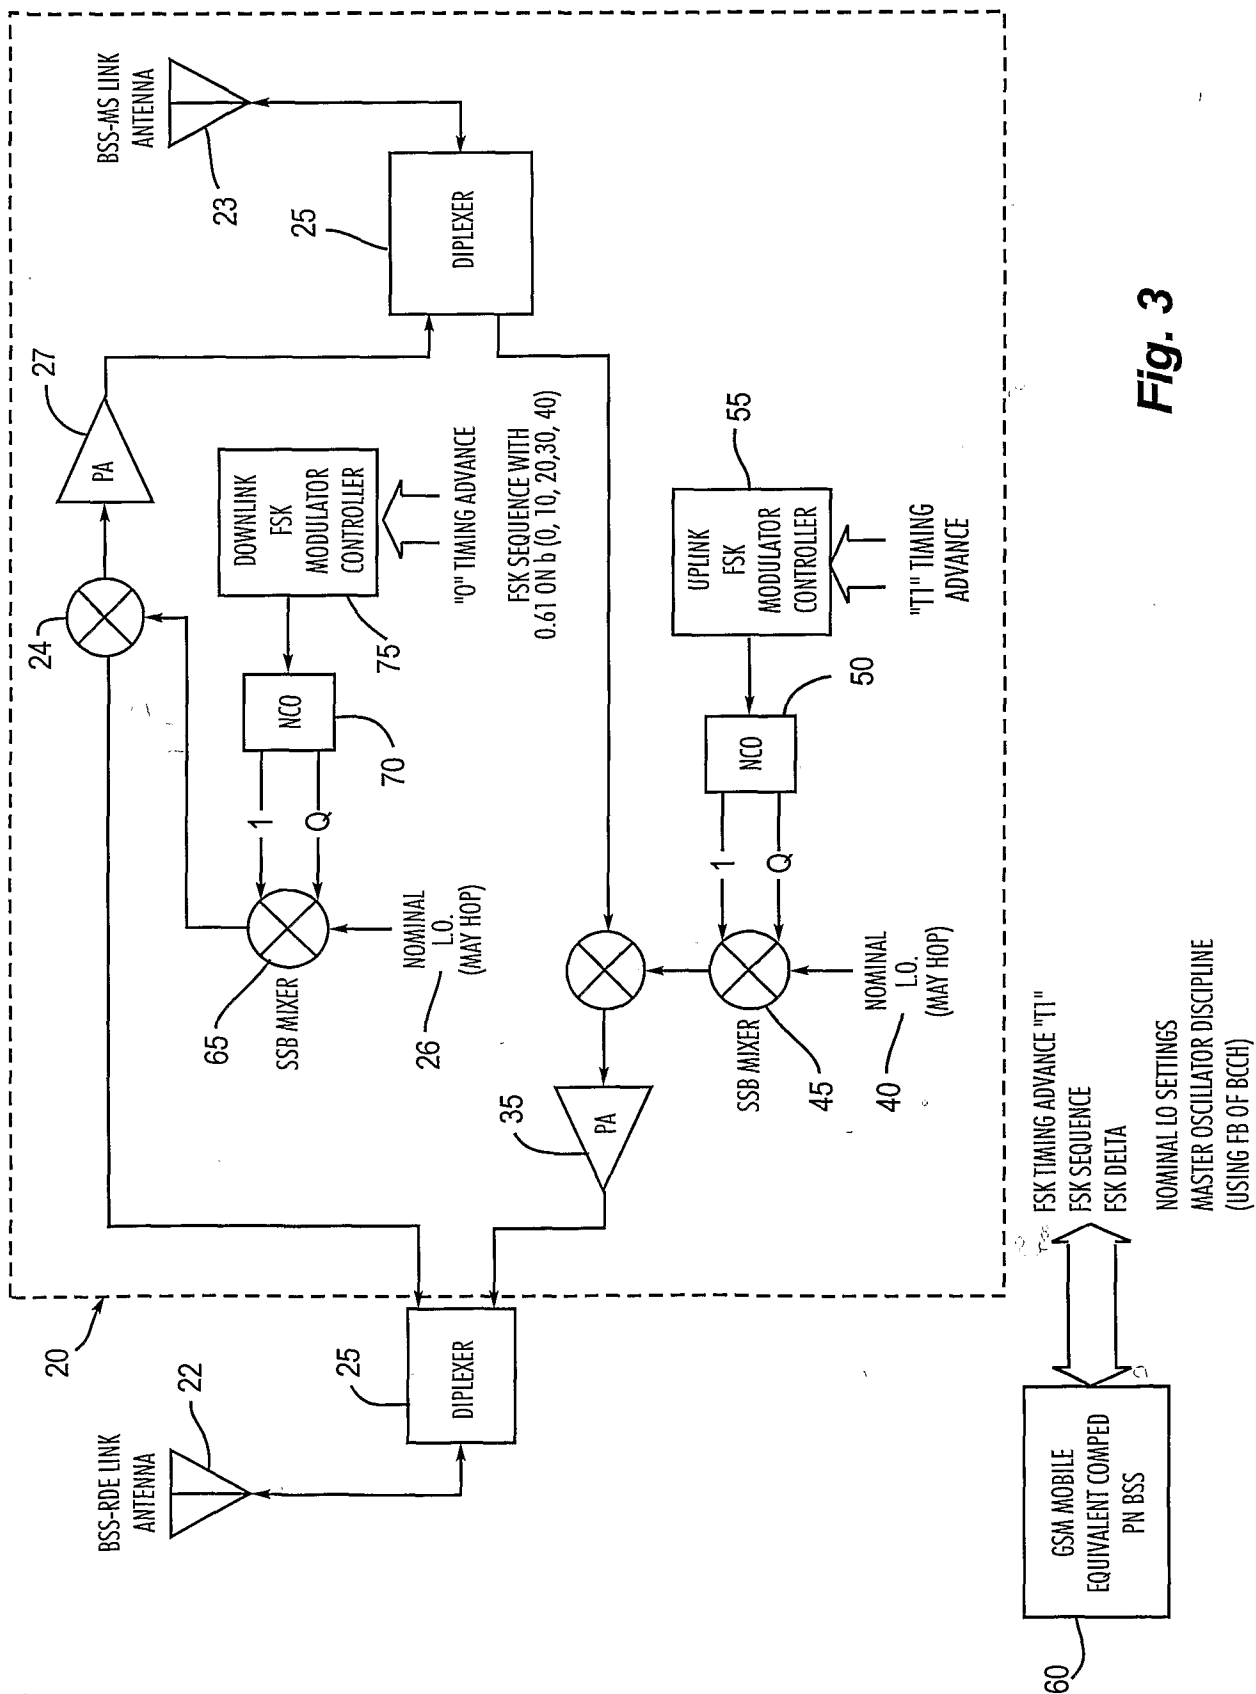 20
BSS-RDE LINK
ANTENNA
22
25
DIPLEXER
24
PA
27
BSS-MS LINK
ANTENNA
23
25
DIPLEXER
65
SSB MIXER
1
Q
NCO
70
DOWNLINK
FSK
MODULATOR
CONTROLLER
75
NOMINAL
L.O.
(MAY HOP)
26
"0" TIMING ADVANCE
FSK SEQUENCE WITH
0.61 ON b (0, 10, 20,30, 40)
35
PA
SSB MIXER
45
1
Q
NCO
50
UPLINK
FSK
MODULATOR
CONTROLLER
55
NOMINAL
L.O.
(MAY HOP)
40
"T1" TIMING
ADVANCE
60
GSM MOBILE
EQUIVALENT COMPED
PN BSS
FSK TIMING ADVANCE "T1"
FSK SEQUENCE
FSK DELTA
NOMINAL LO SETTINGS
MASTER OSCILLATOR DISCIPLINE
(USING FB OF BCCH)
Fig. 3